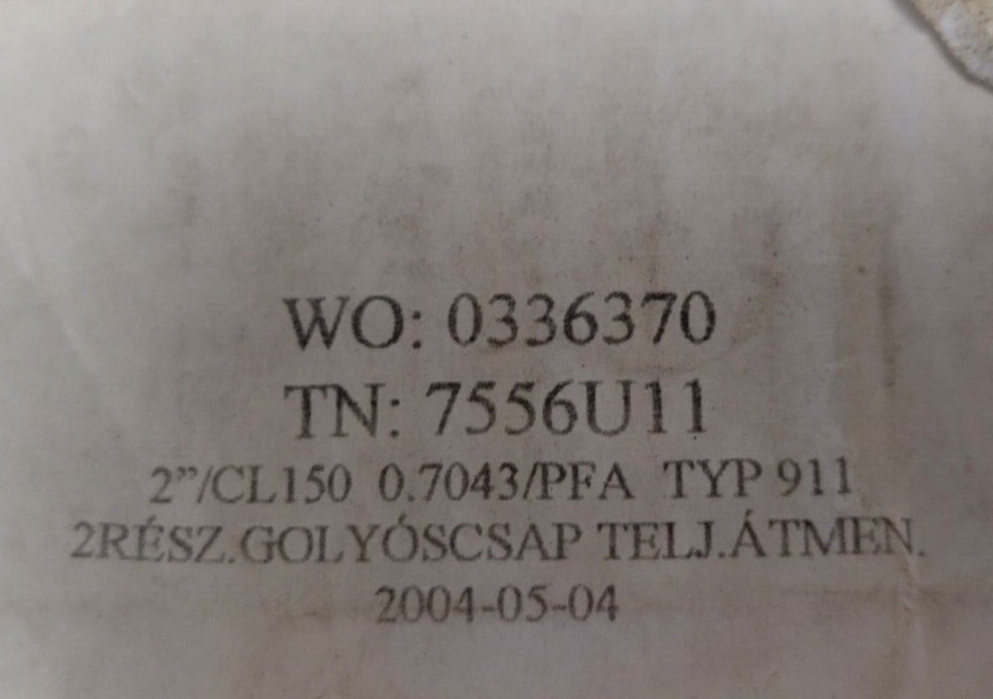 WO: 0336370
TN: 7556U11
2”/CL150 0.7043/PFA TYP 911
2RÉSZ.GOLYÓSCSAP TELJ.ÁTMEN.
2004-05-04